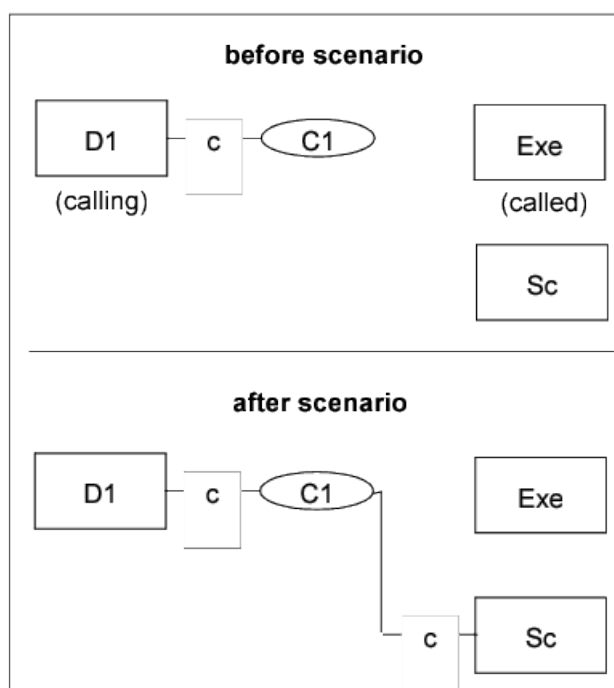 before scenario
D1 c C1 Exe
(calling) (called)
Sc
after scenario
D1 c C1 Exe
c Sc